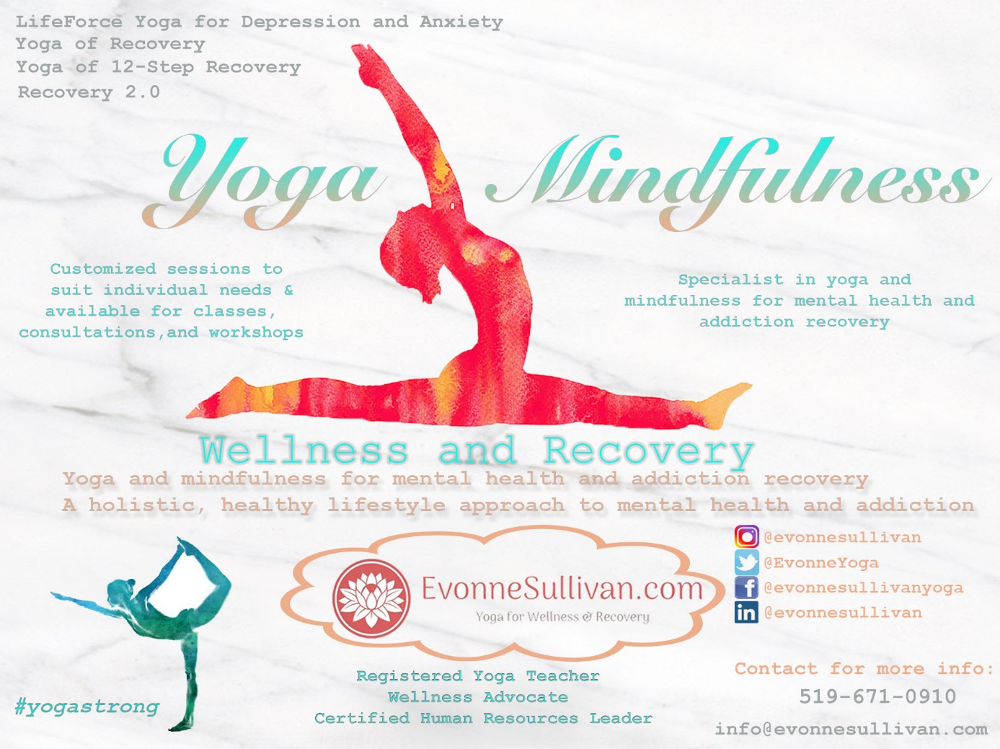 LifeForce Yoga for Depression and Anxiety
Yoga of Recovery
Yoga of 12-Step Recovery
Recovery 2.0
Yoga Mindfulness
Customized sessions to
suit individual needs &
available for classes,
consultations,and workshops
Specialist in yoga and
mindfulness for mental health and
addiction recovery
Wellness and Recovery
Yoga and mindfulness for mental health and addiction recovery
A holistic, healthy lifestyle approach to mental health and addiction
EvonneSullivan.com
Yoga for Wellness & Recovery
@evonnesullivan
@EvonneYoga
@evonnesullivanyoga
in @evonnesullivan
Registered Yoga Teacher
Wellness Advocate
Certified Human Resources Leader
#yogastrong
Contact for more info:
519-671-0910
info@evonnesullivan.com